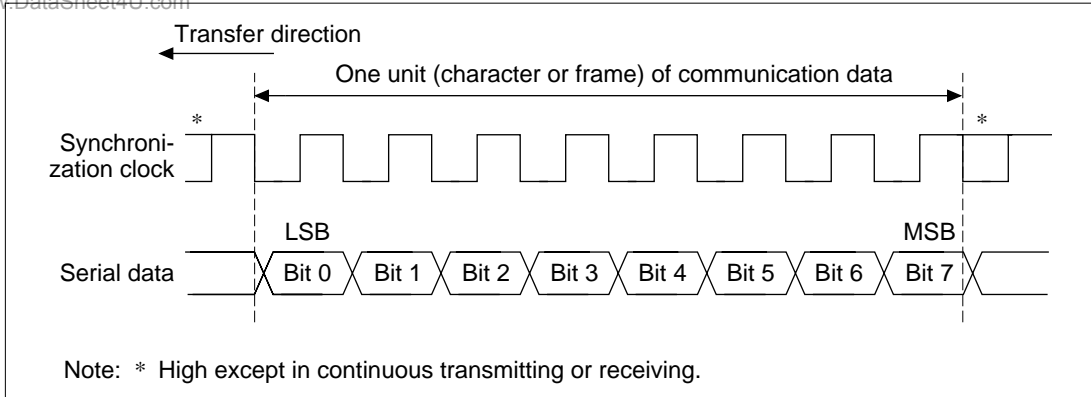 w.DataSheet4U.com
Transfer direction
One unit (character or frame) of communication data
*
*
Synchroni-
zation clock
LSB
MSB
Serial data
Bit 0
Bit 1
Bit 2
Bit 3
Bit 4
Bit 5
Bit 6
Bit 7
Note: * High except in continuous transmitting or receiving.